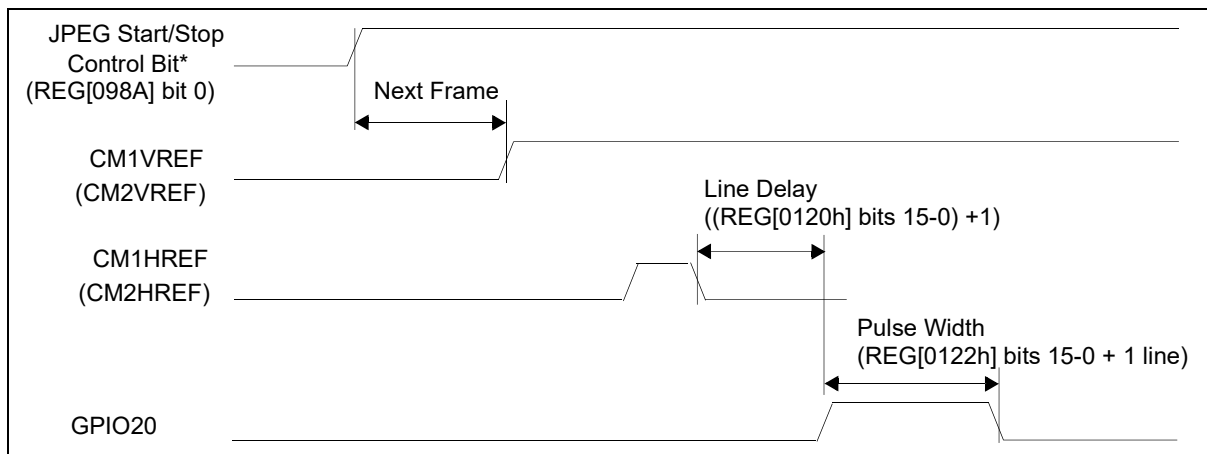 JPEG Start/Stop
Control Bit*
(REG[098A] bit 0)
Next Frame
CM1VREF
(CM2VREF)
Line Delay
((REG[0120h] bits 15-0) +1)
CM1HREF
(CM2HREF)
Pulse Width
(REG[0122h] bits 15-0 + 1 line)
GPIO20